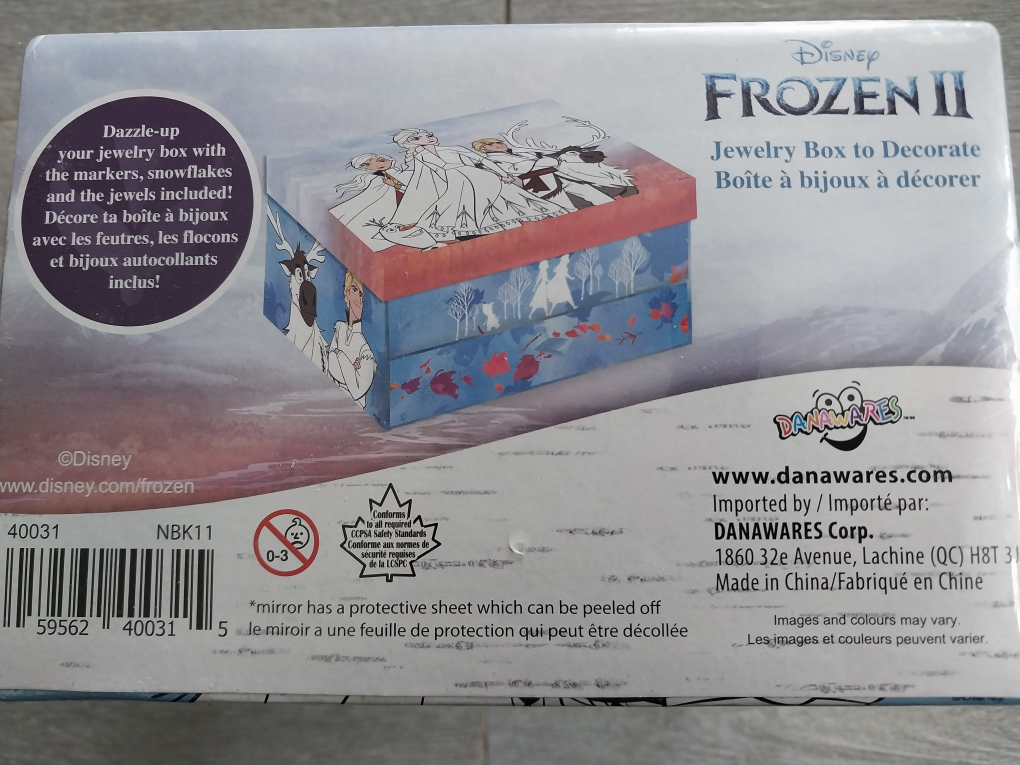 Disney
FROZEN II
Jewelry Box to Decorate
Boîte à bijoux à décorer
Dazzle-up
your jewelry box with
the markers, snowflakes
and the jewels included!
Décore ta boîte à bijoux
avec les feutres, les flocons
et bijoux autocollants
inclus!
©Disney
www.disney.com/frozen
40031 NBK11
59562 40031 5
0-3
Conforms
to all required
CCPSA Safety Standards
Conforme aux normes de
sécurité requises
de la LCSPC
*mirror has a protective sheet which can be peeled off
le miroir a une feuille de protection qui peut être décollée
DANAWARES
www.danawares.com
Imported by / Importé par:
DANAWARES Corp.
1860 32e Avenue, Lachine (QC) H8T 3J
Made in China/Fabriqué en Chine
Images and colours may vary.
Les images et couleurs peuvent varier.